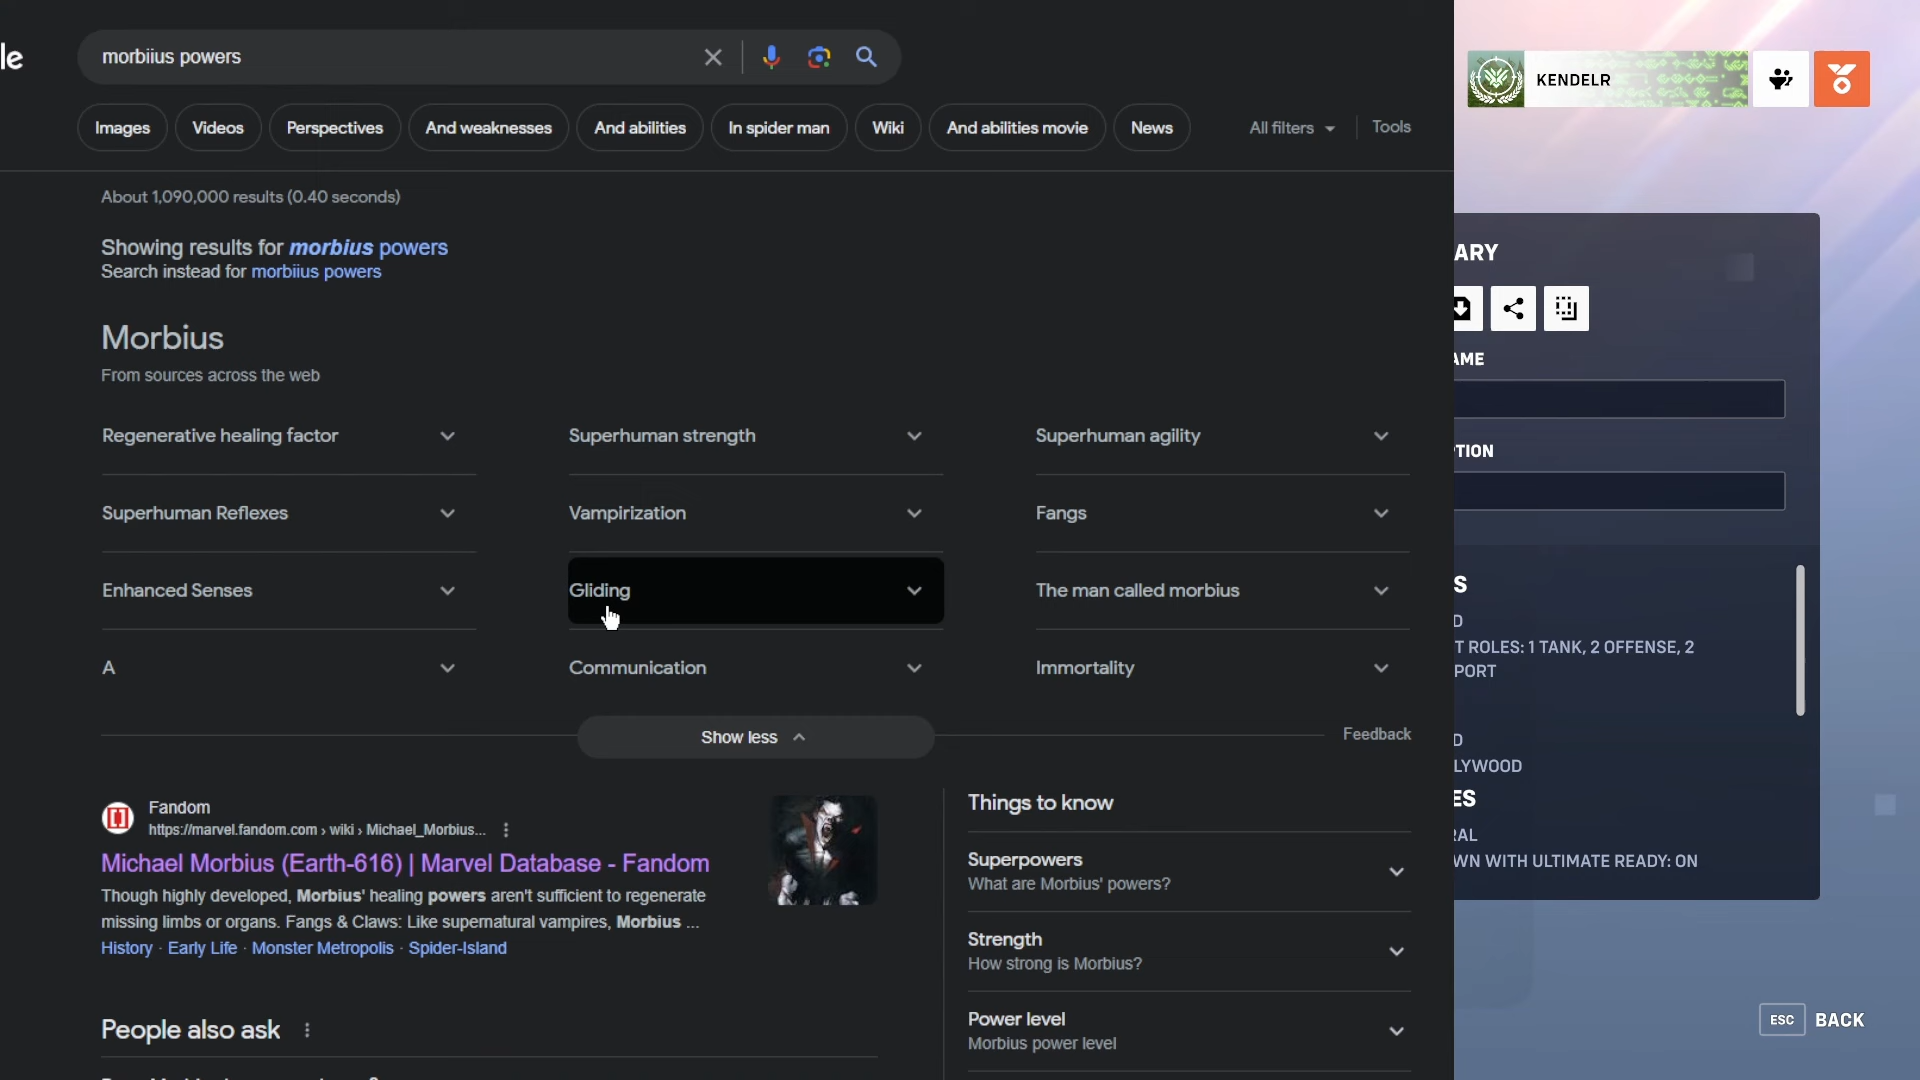 le
morbiius powers
Images
Videos
Perspectives
And weaknesses
And abilities
In spider man
Wiki
And abilities movie
News
All filters
Tools
About 1,090,000 results (0.40 seconds)
Showing results for morbius powers
Search instead for morbiius powers
Morbius
From sources across the web
Regenerative healing factor
Superhuman strength
Superhuman agility
Superhuman Reflexes
Vampirization
Fangs
Enhanced Senses
Gliding
The man called morbius
A
Communication
Immortality
Show less
Feedback
Fandom
https://marvel.fandom.com › wiki › Michael_Morbius...
Michael Morbius (Earth-616) | Marvel Database - Fandom
Though highly developed, Morbius' healing powers aren't sufficient to regenerate
missing limbs or organs. Fangs & Claws: Like supernatural vampires, Morbius ...
History · Early Life · Monster Metropolis · Spider-Island
People also ask
Things to know
Superpowers
What are Morbius' powers?
Strength
How strong is Morbius?
Power level
Morbius power level
KENDELR
ARY
AME
TION
S
D
T ROLES: 1 TANK, 2 OFFENSE, 2
PORT
D
LYWOOD
ES
RAL
WN WITH ULTIMATE READY: ON
ESC BACK